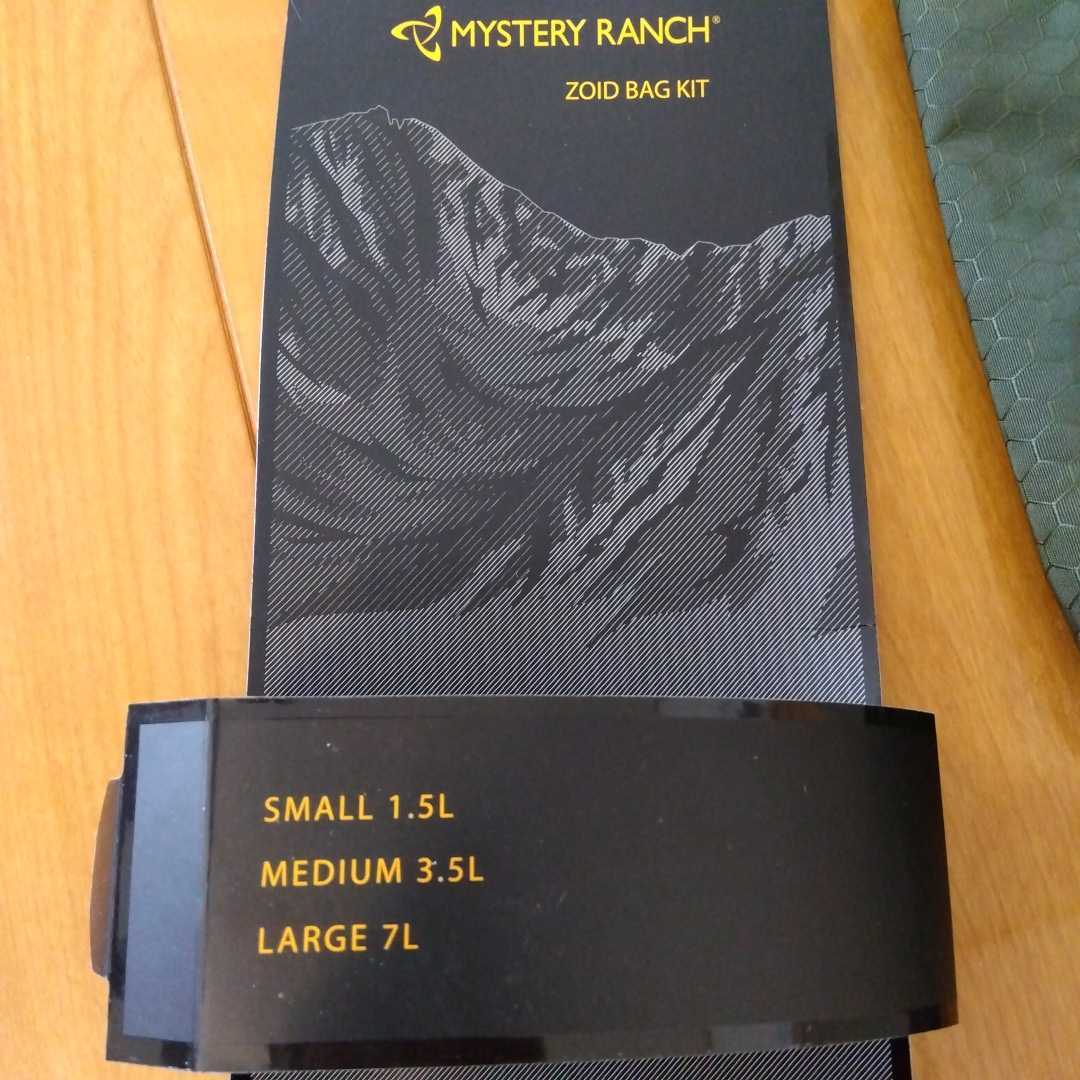 MYSTERY RANCH®
ZOID BAG KIT
SMALL 1.5L
MEDIUM 3.5L
LARGE 7L